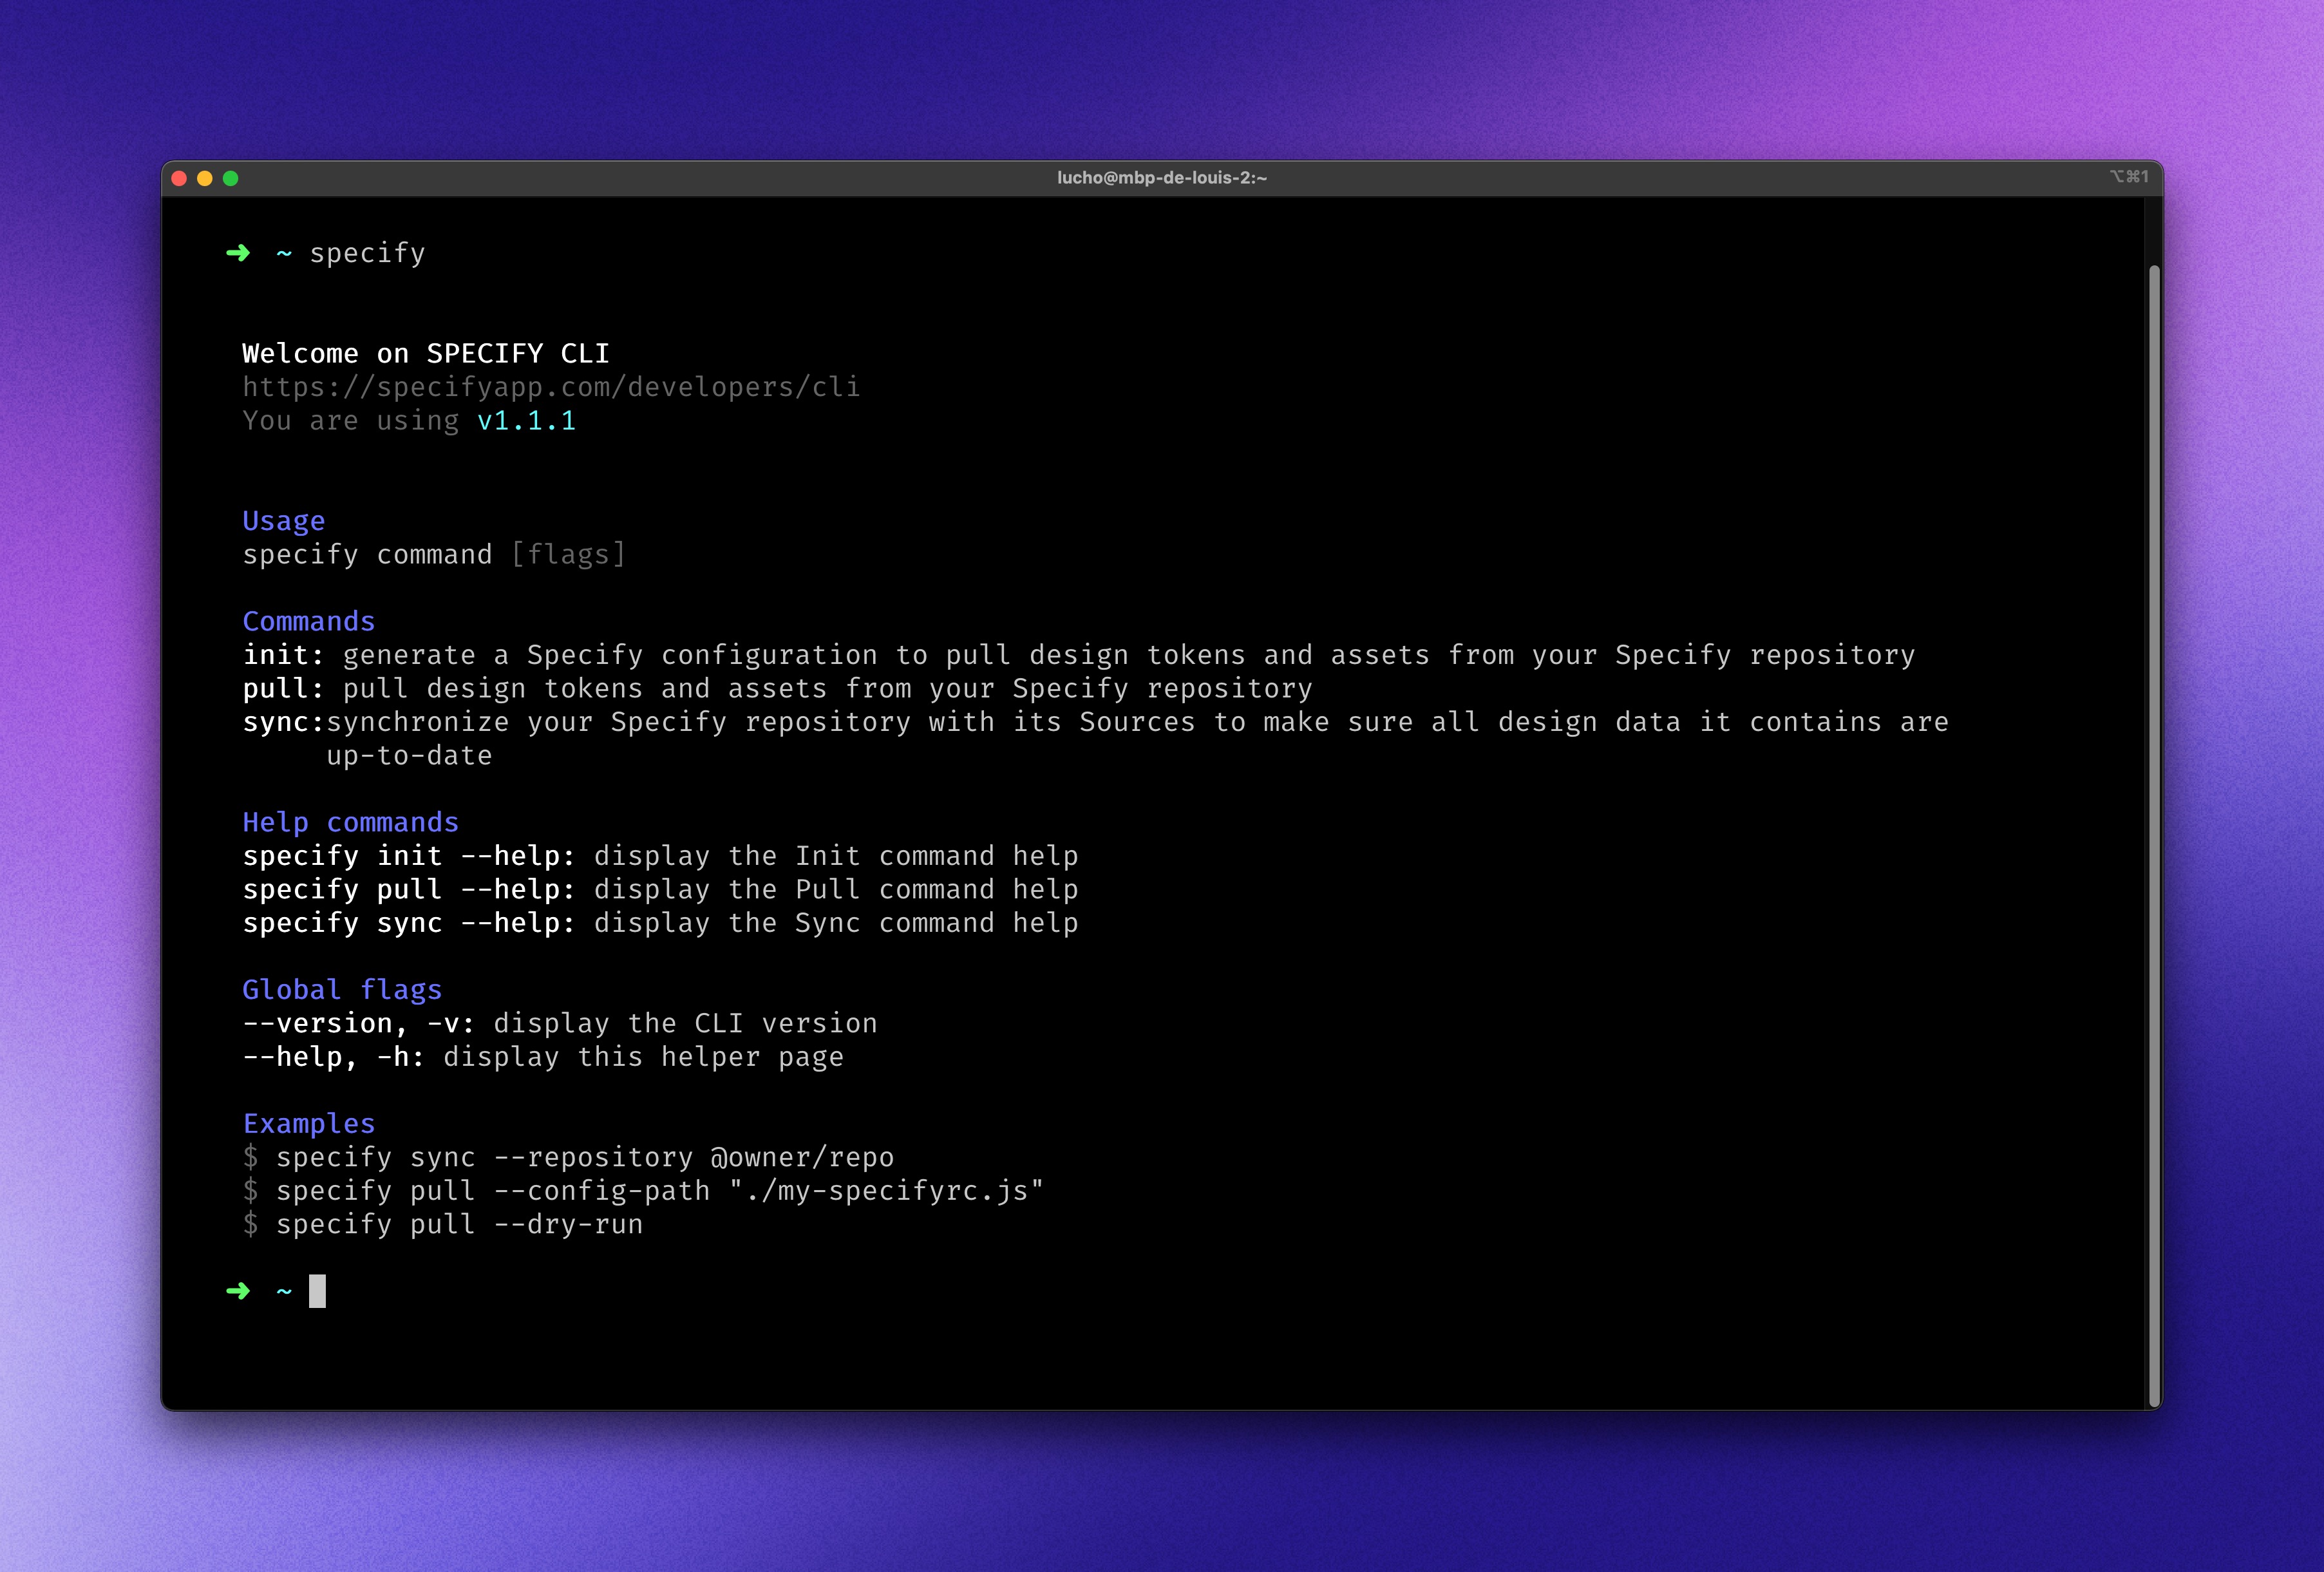 lucho@mbp-de-louis-2:~
⌥⌘1
➜ ~ specify
Welcome on SPECIFY CLI
https://specifyapp.com/developers/cli
You are using v1.1.1
Usage
specify command [flags]
Commands
init: generate a Specify configuration to pull design tokens and assets from your Specify repository
pull: pull design tokens and assets from your Specify repository
sync:synchronize your Specify repository with its Sources to make sure all design data it contains are
up-to-date
Help commands
specify init --help: display the Init command help
specify pull --help: display the Pull command help
specify sync --help: display the Sync command help
Global flags
--version, -v: display the CLI version
--help, -h: display this helper page
Examples
$ specify sync --repository @owner/repo
$ specify pull --config-path "./my-specifyrc.js"
$ specify pull --dry-run
➜ ~